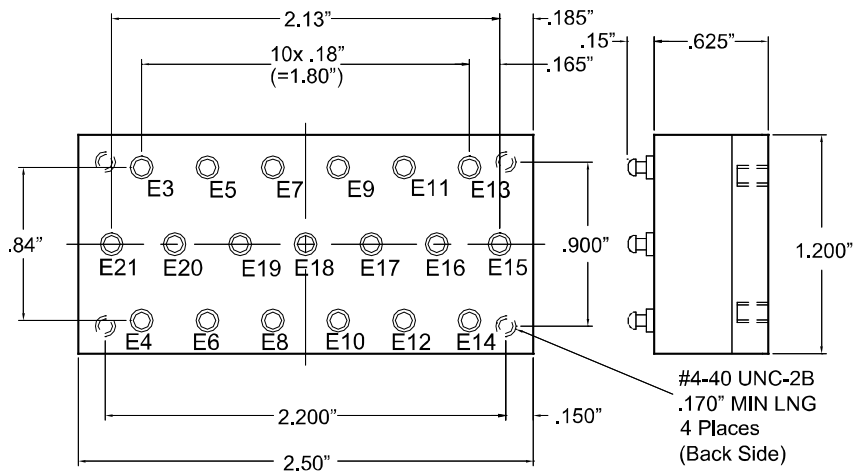 2.13”
.185”
.15”
.625”
10x .18”
(=1.80”)
.165”
E3 E5 E7 E9 E11 E13
.84”
.900”
1.200”
E21 E20 E19 E18 E17 E16 E15
E4 E6 E8 E10 E12 E14
#4-40 UNC-2B
.170” MIN LNG
4 Places
(Back Side)
2.200”
.150”
2.50”